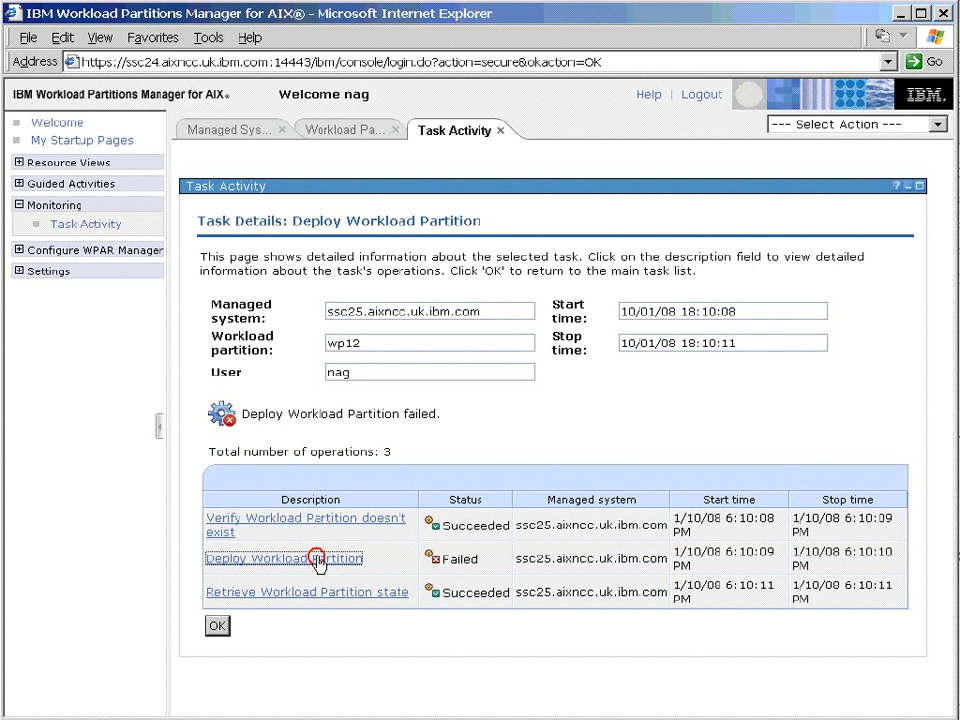 IBM Workload Partitions Manager for AIX® - Microsoft Internet Explorer
File Edit View Favorites Tools Help
Address https://ssc24.aixncc.uk.ibm.com:14443/ibm/console/login.do?action=secure&okaction=OK Go
IBM Workload Partitions Manager for AIX® Welcome nag Help | Logout IBM.
Welcome
My Startup Pages
Resource Views
Guided Activities
Monitoring
Task Activity
Configure WPAR Manager
Settings
Managed Sys... × Workload Pa... × Task Activity × --- Select Action ---
Task Activity ?
Task Details: Deploy Workload Partition
This page shows detailed information about the selected task. Click on the description field to view detailed
information about the task's operations. Click 'OK' to return to the main task list.
Managed system: ssc25.aixncc.uk.ibm.com Start time: 10/01/08 18:10:08
Workload partition: wp12 Stop time: 10/01/08 18:10:11
User nag
Deploy Workload Partition failed.
Total number of operations: 3
Description Status Managed system Start time Stop time
Verify Workload Partition doesn't exist Succeeded ssc25.aixncc.uk.ibm.com 1/10/08 6:10:08 PM 1/10/08 6:10:09 PM
Deploy Workload Partition Failed ssc25.aixncc.uk.ibm.com 1/10/08 6:10:09 PM 1/10/08 6:10:10 PM
Retrieve Workload Partition state Succeeded ssc25.aixncc.uk.ibm.com 1/10/08 6:10:11 PM 1/10/08 6:10:11 PM
OK